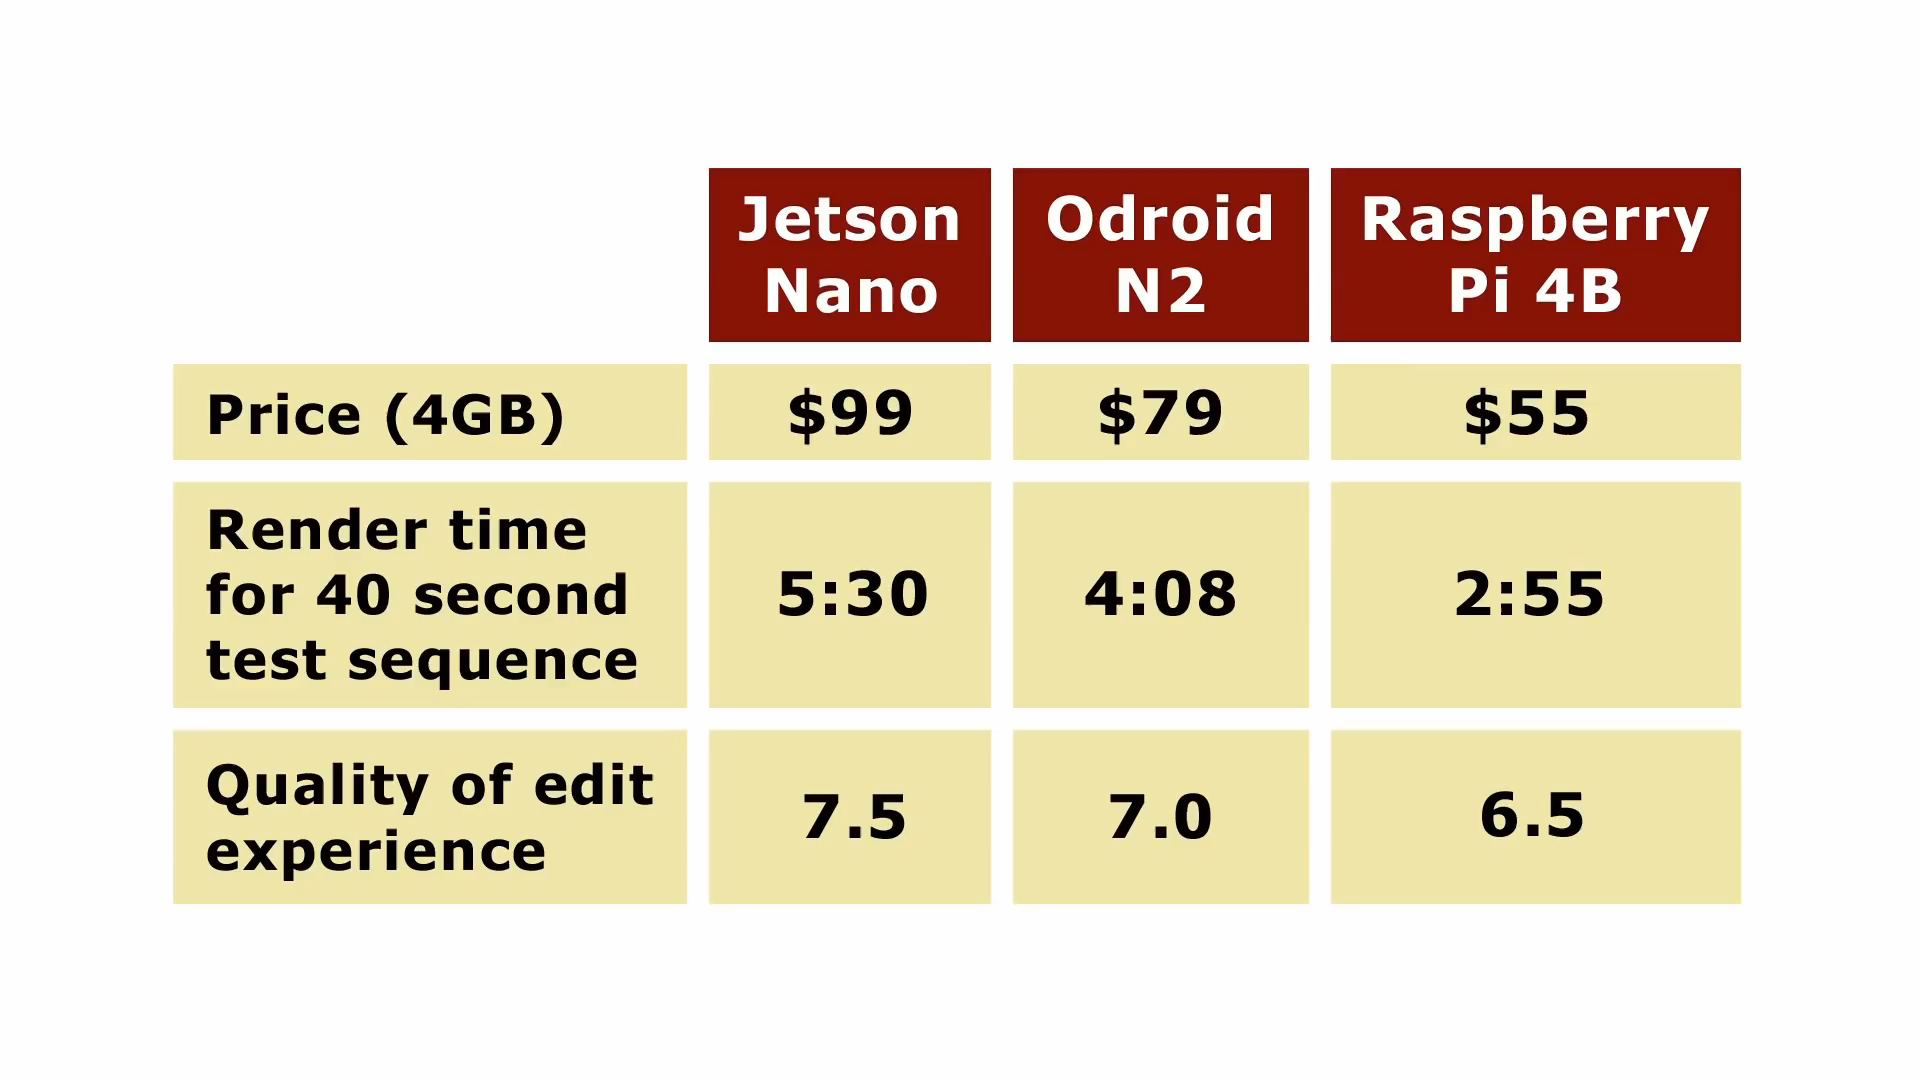 Jetson
Nano
Odroid
N2
Raspberry
Pi 4B
Price (4GB)
$99
$79
$55
Render time
for 40 second
test sequence
5:30
4:08
2:55
Quality of edit
experience
7.5
7.0
6.5